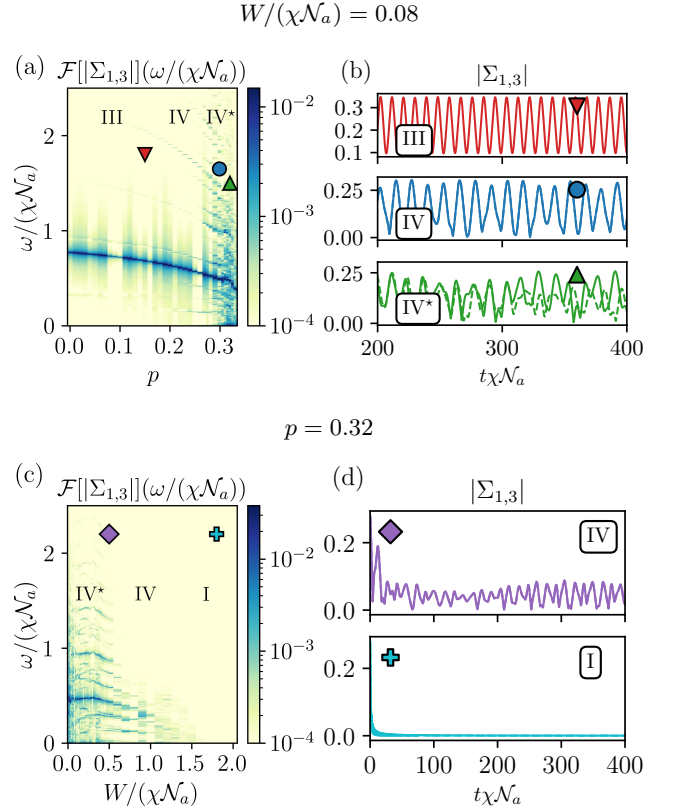 W/(χN_a) = 0.08
(a)
F[|Σ_{1,3}|](ω/(χN_a))
III
IV
IV⋆
ω/(χN_a)
2
1
0
0.0 0.1 0.2 0.3
p
10^{−2}
10^{−3}
10^{−4}
(b)
|Σ_{1,3}|
0.3
0.2
0.1
III
0.25
0.00
IV
0.25
0.00
IV⋆
200 300 400
tχN_a
p = 0.32
(c)
F[|Σ_{1,3}|](ω/(χN_a))
IV⋆
IV
I
ω/(χN_a)
2
1
0
0.0 0.5 1.0 1.5 2.0
W/(χN_a)
10^{−2}
10^{−3}
10^{−4}
(d)
|Σ_{1,3}|
0.2
0.0
IV
0.2
0.0
I
0 100 200 300 400
tχN_a